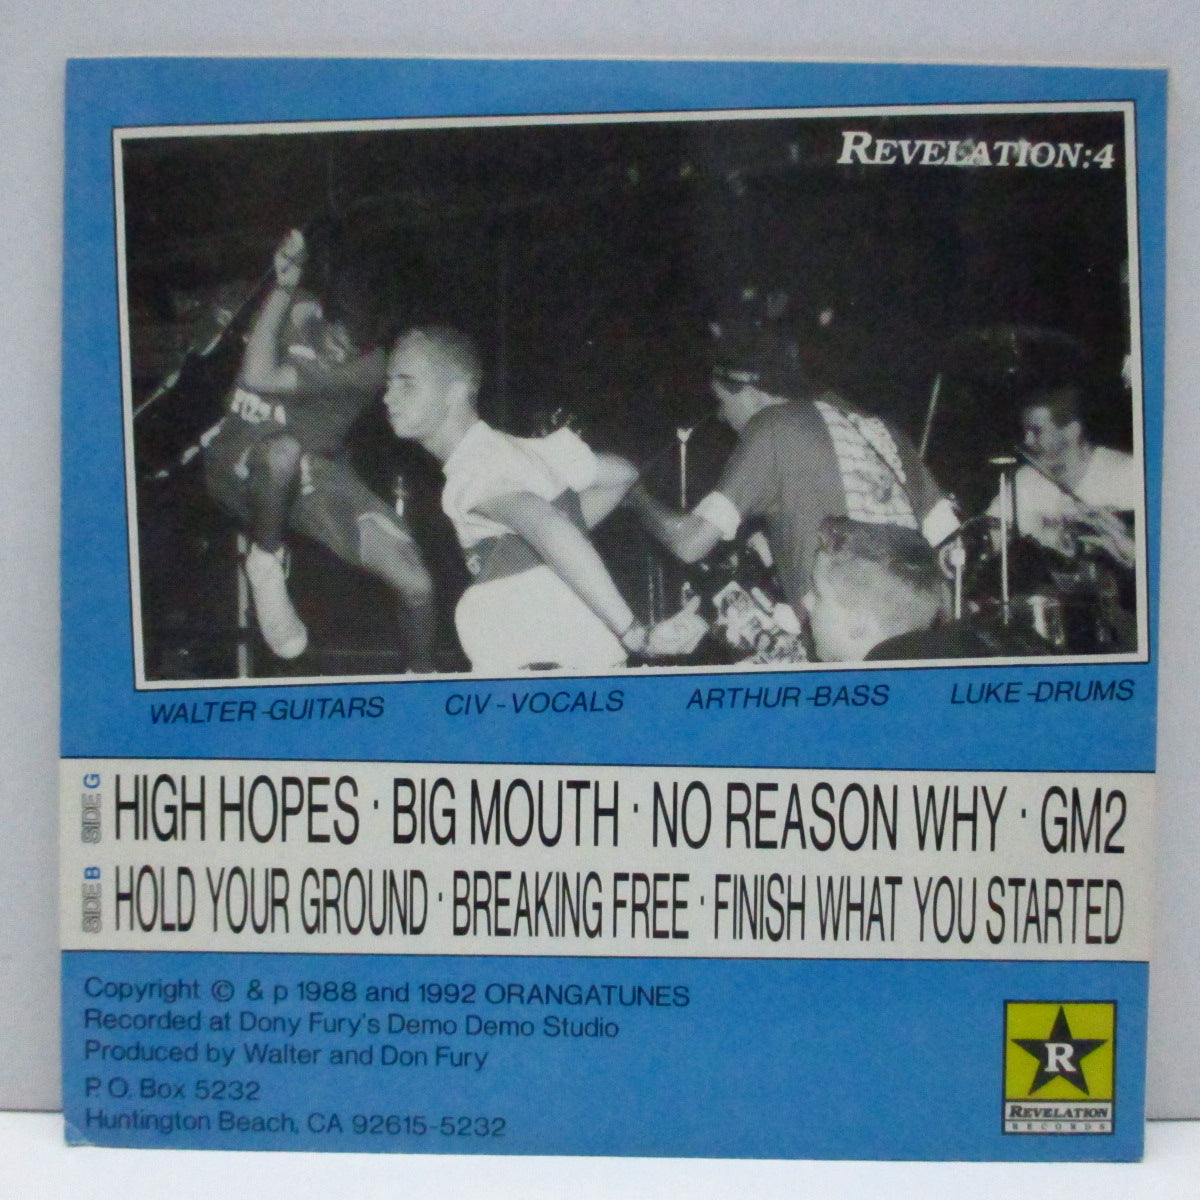 REVELATION:4
WALTER-GUITARS CIV-VOCALS ARTHUR-BASS LUKE-DRUMS
SIDE G HIGH HOPES · BIG MOUTH · NO REASON WHY · GM2
SIDE B HOLD YOUR GROUND · BREAKING FREE · FINISH WHAT YOU STARTED
Copyright © & p 1988 and 1992 ORANGATUNES
Recorded at Dony Fury's Demo Demo Studio
Produced by Walter and Don Fury
P.O. Box 5232
Huntington Beach, CA 92615-5232
R
REVELATION
RECORDS